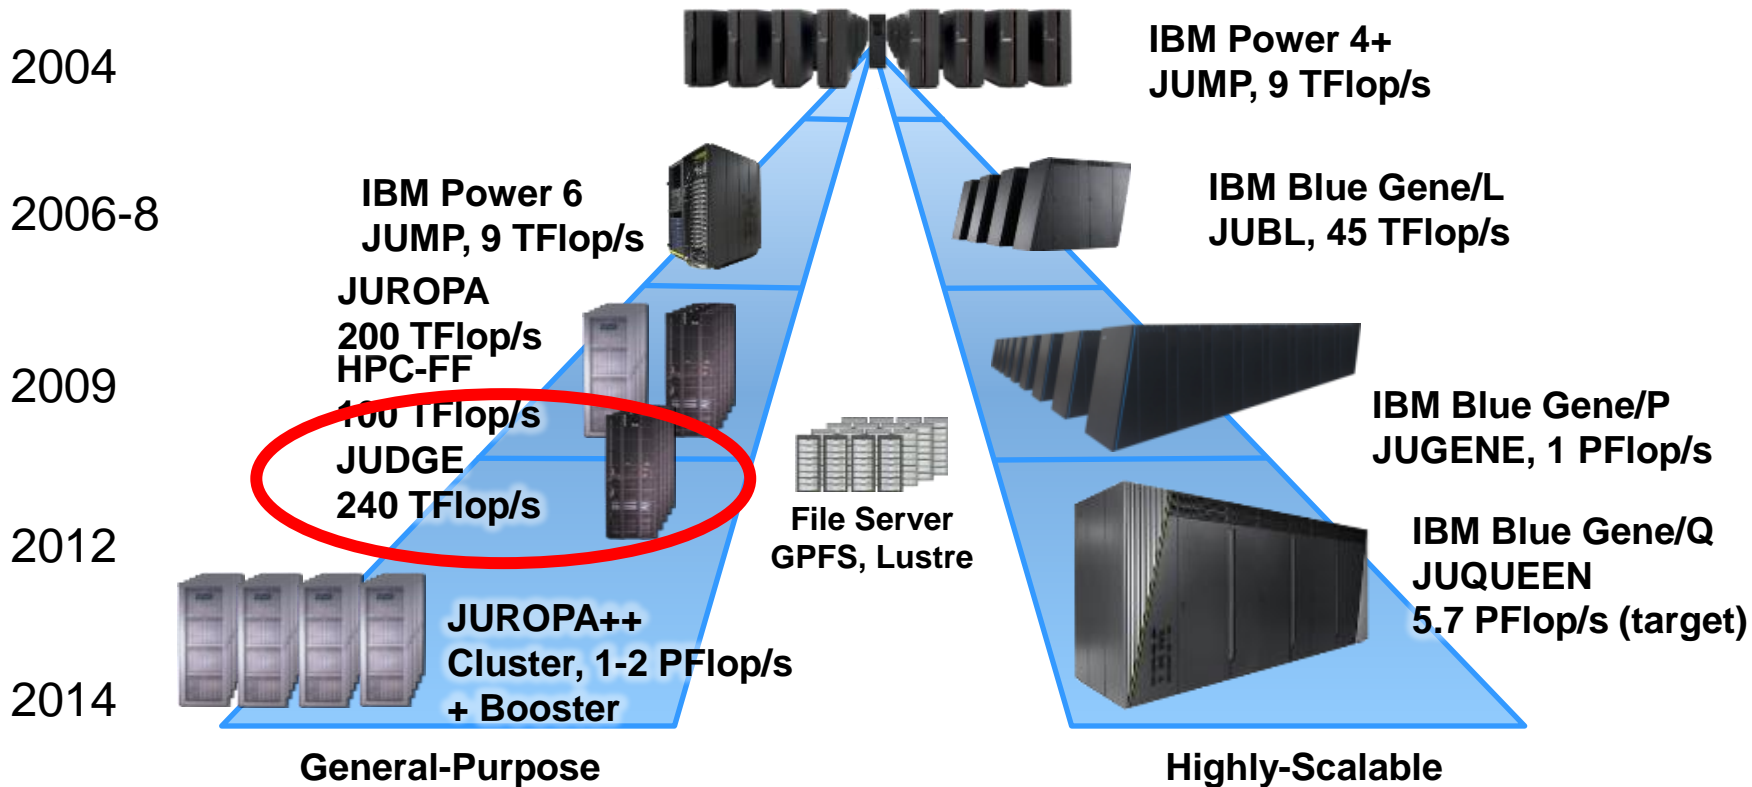 2004
IBM Power 4+
JUMP, 9 TFlop/s
2006-8
IBM Power 6
JUMP, 9 TFlop/s
IBM Blue Gene/L
JUBL, 45 TFlop/s
JUROPA
200 TFlop/s
HPC-FF
100 TFlop/s
2009
IBM Blue Gene/P
JUGENE, 1 PFlop/s
JUDGE
240 TFlop/s
File Server
GPFS, Lustre
2012
IBM Blue Gene/Q
JUQUEEN
5.7 PFlop/s (target)
JUROPA++
Cluster, 1-2 PFlop/s
+ Booster
2014
General-Purpose
Highly-Scalable